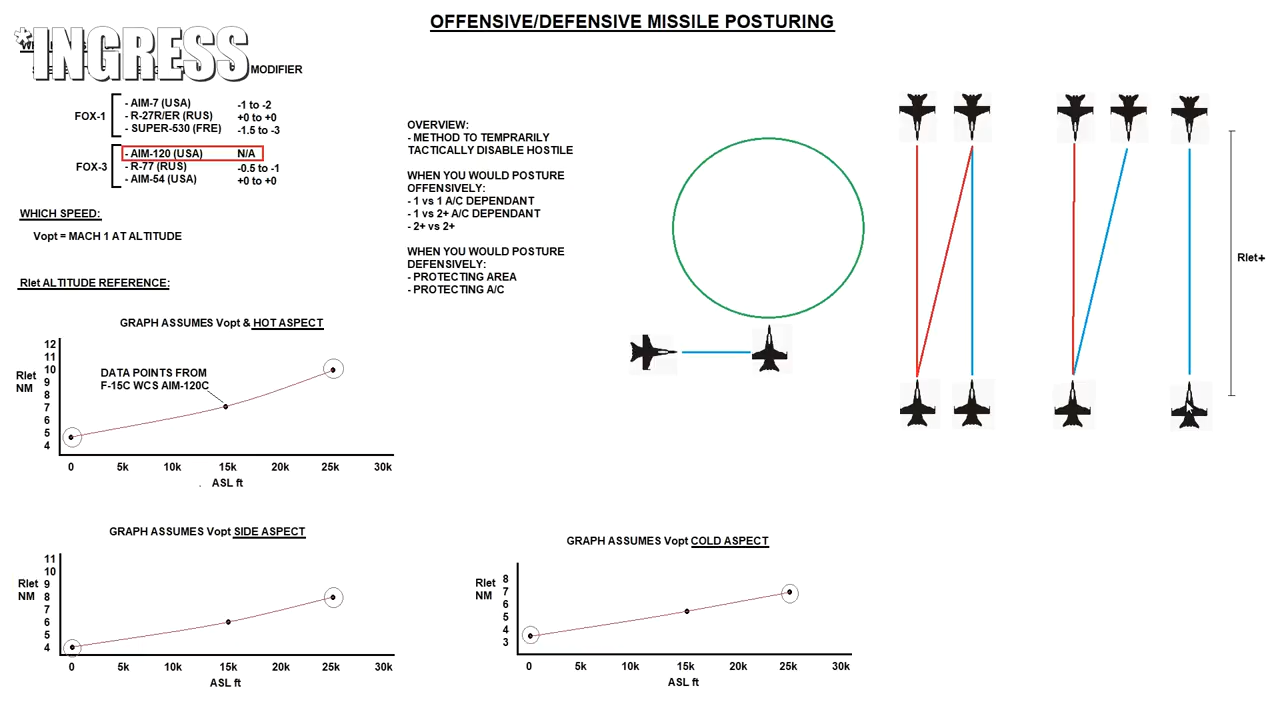 OFFENSIVE/DEFENSIVE MISSILE POSTURING
*INGRESS
MODIFIER
FOX-1
- AIM-7 (USA) -1 to -2
- R-27R/ER (RUS) +0 to +0
- SUPER-530 (FRE) -1.5 to -3
FOX-3
- AIM-120 (USA) N/A
- R-77 (RUS) -0.5 to -1
- AIM-54 (USA) +0 to +0
WHICH SPEED:
Vopt = MACH 1 AT ALTITUDE
Rlet ALTITUDE REFERENCE:
GRAPH ASSUMES Vopt & HOT ASPECT
12
11
10
9
8
7
6
5
4
Rlet
NM
DATA POINTS FROM
F-15C WCS AIM-120C
0 5k 10k 15k 20k 25k 30k
ASL ft
GRAPH ASSUMES Vopt SIDE ASPECT
11
10
9
8
7
6
5
4
Rlet
NM
0 5k 10k 15k 20k 25k 30k
ASL ft
OVERVIEW:
- METHOD TO TEMPRARILY
TACTICALLY DISABLE HOSTILE
WHEN YOU WOULD POSTURE
OFFENSIVELY:
- 1 vs 1 A/C DEPENDANT
- 1 vs 2+ A/C DEPENDANT
- 2+ vs 2+
WHEN YOU WOULD POSTURE
DEFENSIVELY:
- PROTECTING AREA
- PROTECTING A/C
GRAPH ASSUMES Vopt COLD ASPECT
8
7
6
5
4
3
Rlet
NM
0 5k 10k 15k 20k 25k 30k
ASL ft
Rlet+